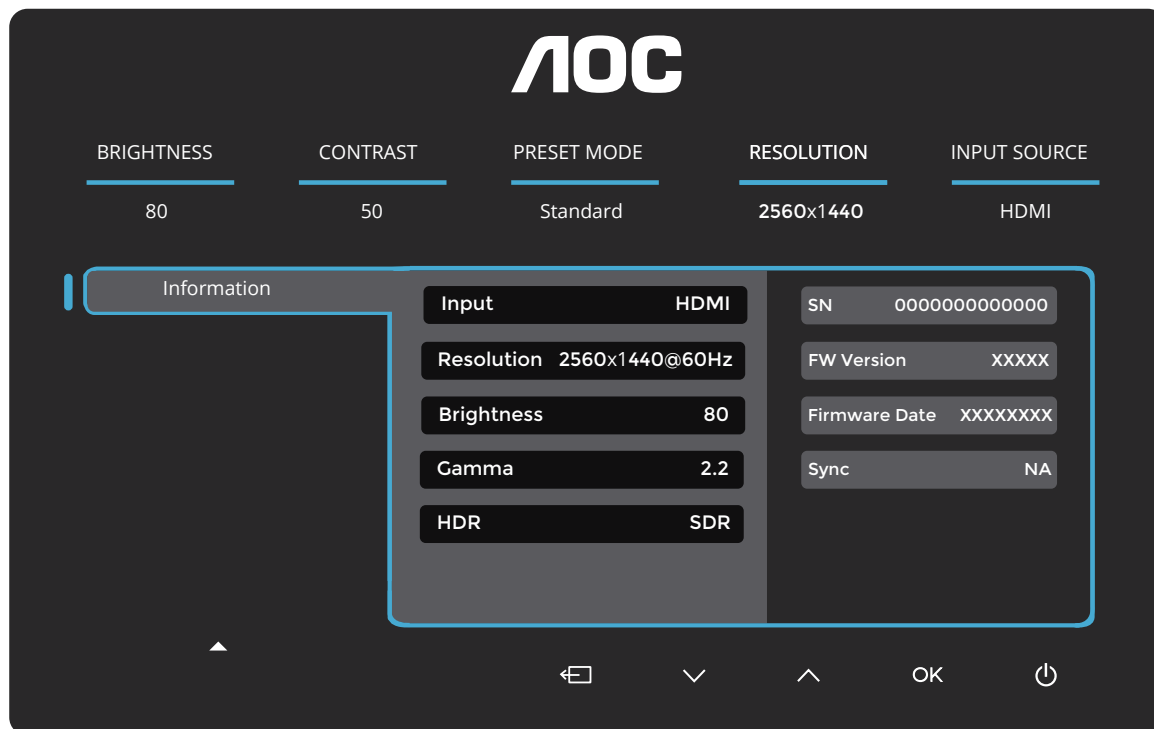 AOC
BRIGHTNESS CONTRAST PRESET MODE RESOLUTION INPUT SOURCE
80 50 Standard 2560x1440 HDMI
Information
Input HDMI
Resolution 2560x1440@60Hz
Brightness 80
Gamma 2.2
HDR SDR
SN 0000000000000
FW Version XXXXX
Firmware Date XXXXXXXX
Sync NA
OK